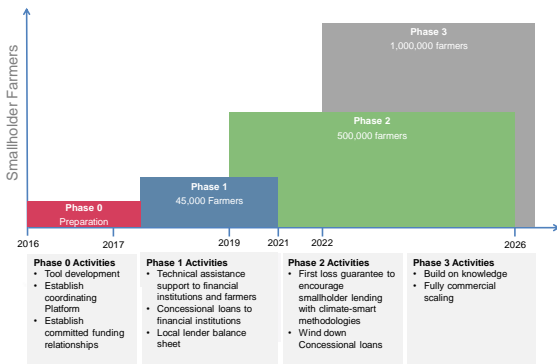 Smallholder Farmers
Phase 3
1,000,000 farmers
Phase 2
500,000 farmers
Phase 1
45,000 Farmers
Phase 0
Preparation
2016
2017
2019
2021
2022
2026
Phase 0 Activities
• Tool development
• Establish
coordinating
Platform
• Establish
committed funding
relationships
Phase 1 Activities
• Technical assistance
support to financial
institutions and farmers
• Concessional loans to
financial institutions
• Local lender balance
sheet
Phase 2 Activities
• First loss guarantee to
encourage
smallholder lending
with climate-smart
methodologies
• Wind down
Concessional loans
Phase 3 Activities
• Build on knowledge
• Fully commercial
scaling